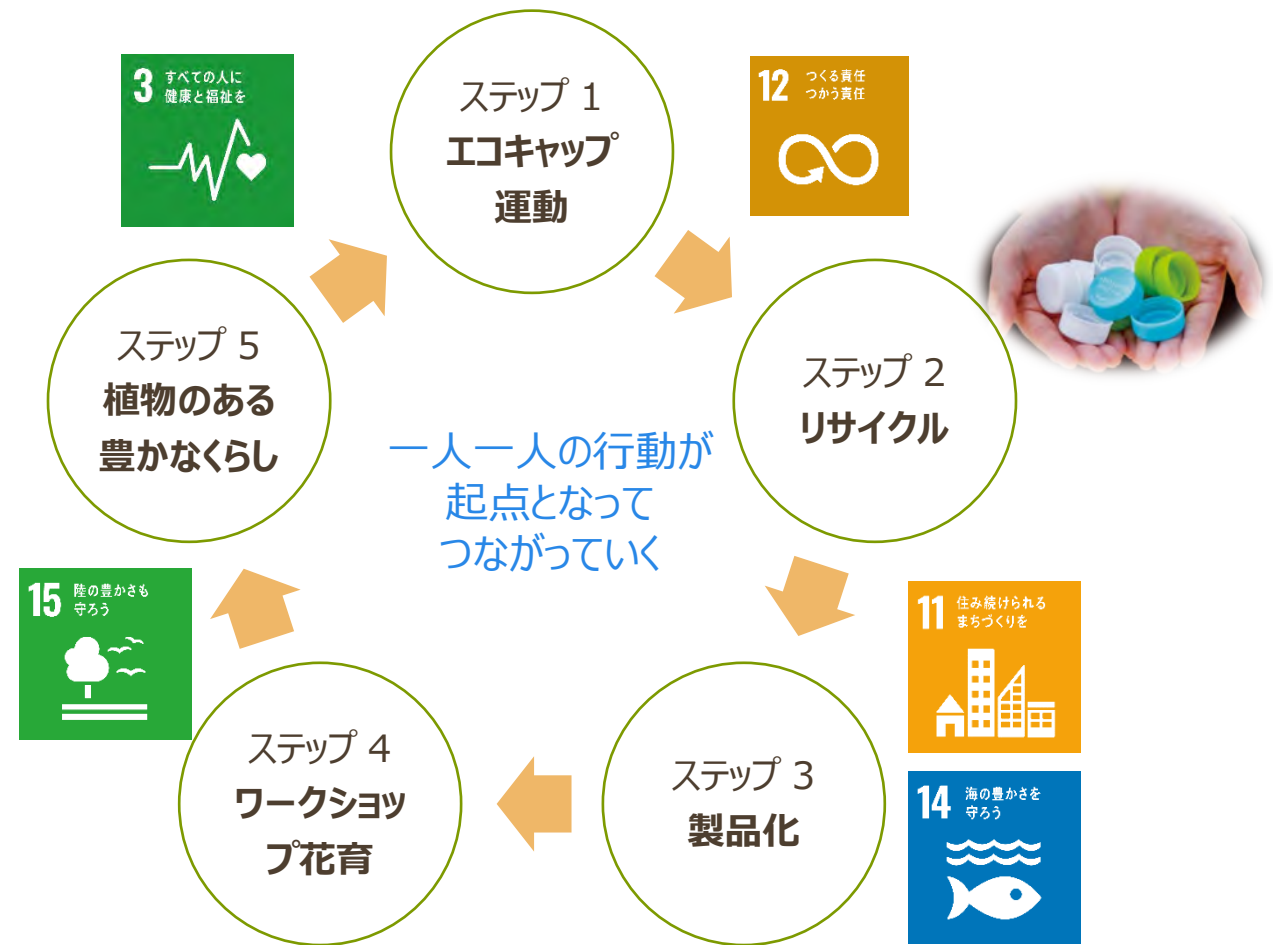 3 すべての人に
健康と福祉を
ステップ 1
エコキャップ
運動
12 つくる責任
つかう責任
ステップ 2
リサイクル
11 住み続けられる
まちづくりを
14 海の豊かさを
守ろう
ステップ 3
製品化
ステップ 4
ワークショッ
プ花育
15 陸の豊かさも
守ろう
ステップ 5
植物のある
豊かなくらし
一人一人の行動が
起点となって
つながっていく